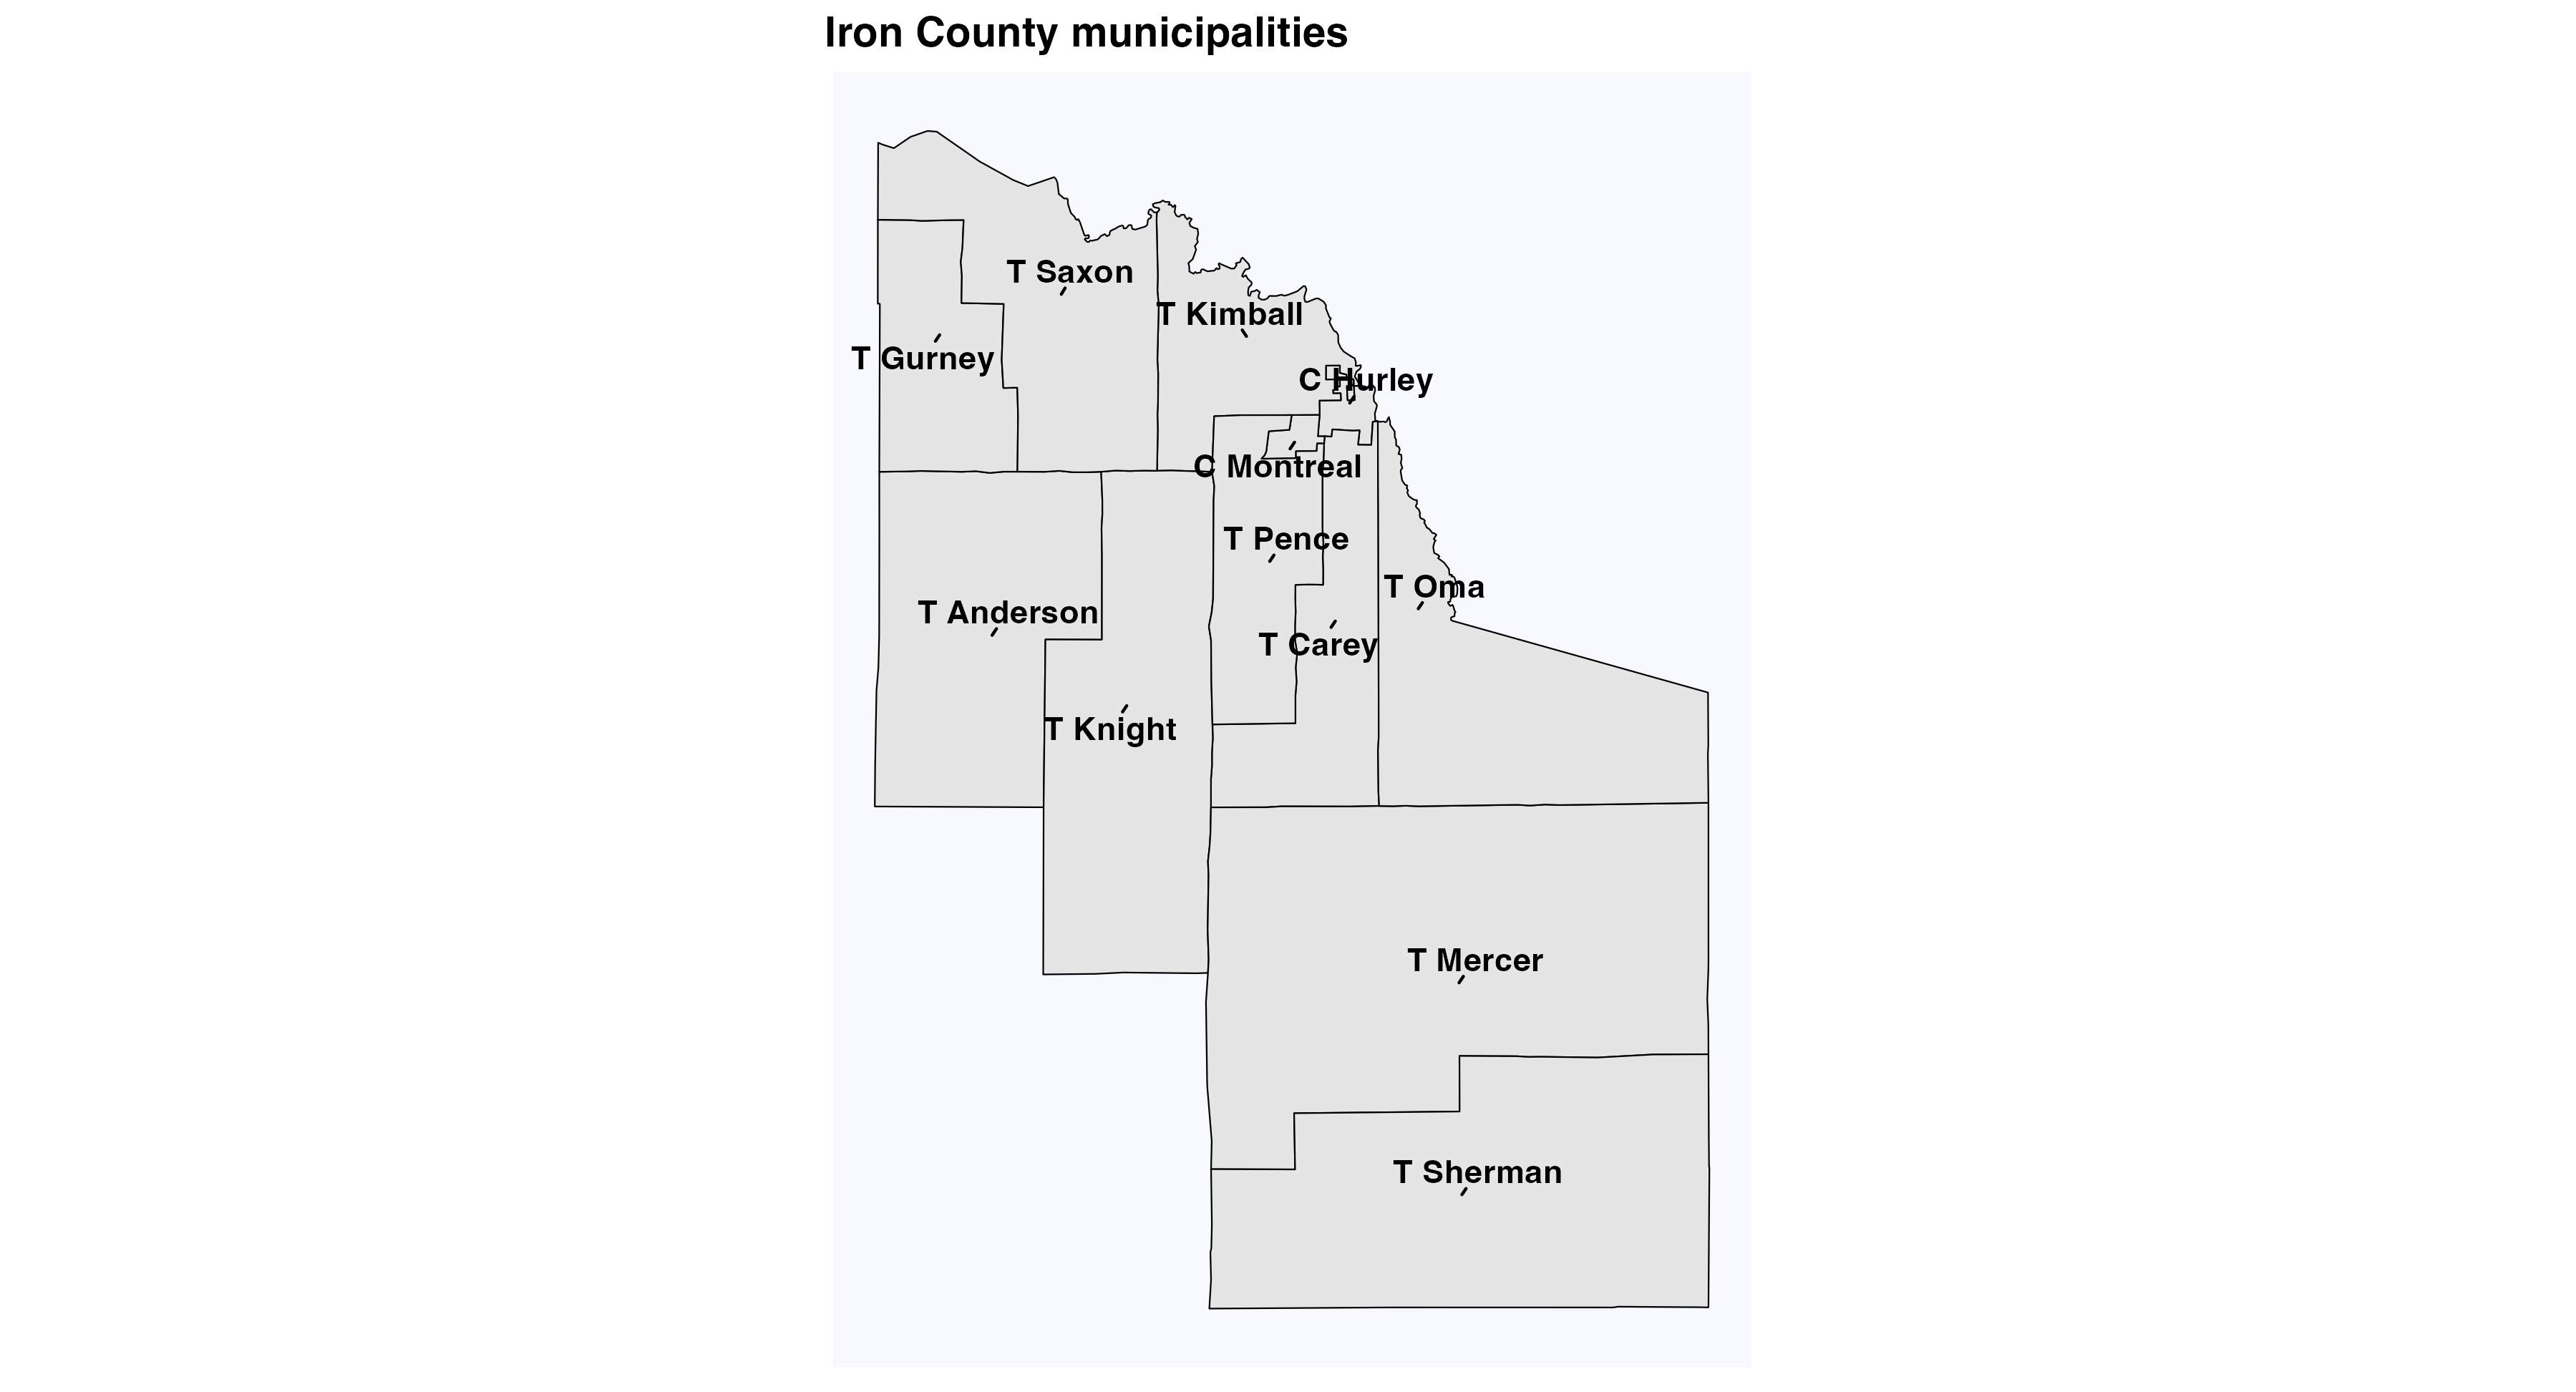 Iron County municipalities
T Saxon
T Kimball
T Gurney
C Hurley
C Montreal
T Pence
T Oma
T Anderson
T Carey
T Knight
T Mercer
T Sherman